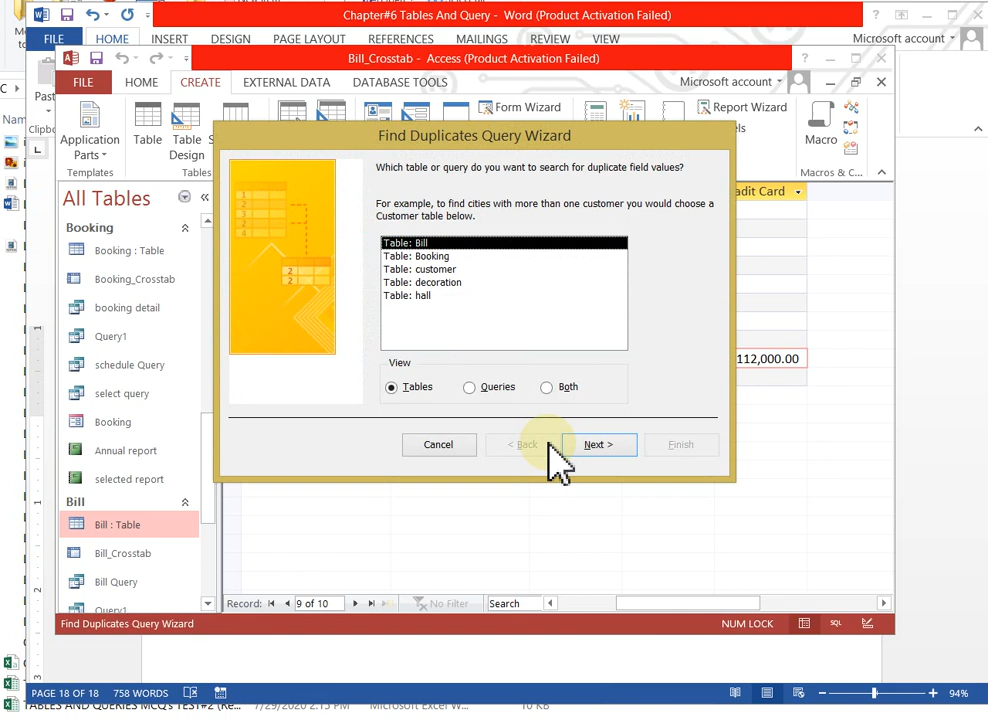 Chapter#6 Tables And Query - Word (Product Activation Failed)
FILE HOME INSERT DESIGN PAGE LAYOUT REFERENCES MAILINGS REVIEW VIEW Microsoft account
Bill_Crosstab - Access (Product Activation Failed)
FILE HOME CREATE EXTERNAL DATA DATABASE TOOLS Microsoft account
Past
Clipbo
Application
Parts
Templates
Table
Table
Design
Tables
Form Wizard
Report Wizard
Macro
Macros & C...
Find Duplicates Query Wizard
Which table or query do you want to search for duplicate field values?
For example, to find cities with more than one customer you would choose a
Customer table below.
Table: Bill
Table: Booking
Table: customer
Table: decoration
Table: hall
View
Tables Queries Both
Cancel < Back Next > Finish
All Tables
Booking
Booking : Table
Booking_Crosstab
booking detail
Query1
schedule Query
select query
Booking
Annual report
selected report
Bill
Bill : Table
Bill_Crosstab
Bill Query
Query1
adit Card
112,000.00
Record: 9 of 10 No Filter Search
Find Duplicates Query Wizard NUM LOCK SQL
PAGE 18 OF 18 758 WORDS 94%
TABLES AND QUERIES MCQ's TEST#2 (Re... 7/29/2020 2:15 PM Microsoft Excel W... 10 KB